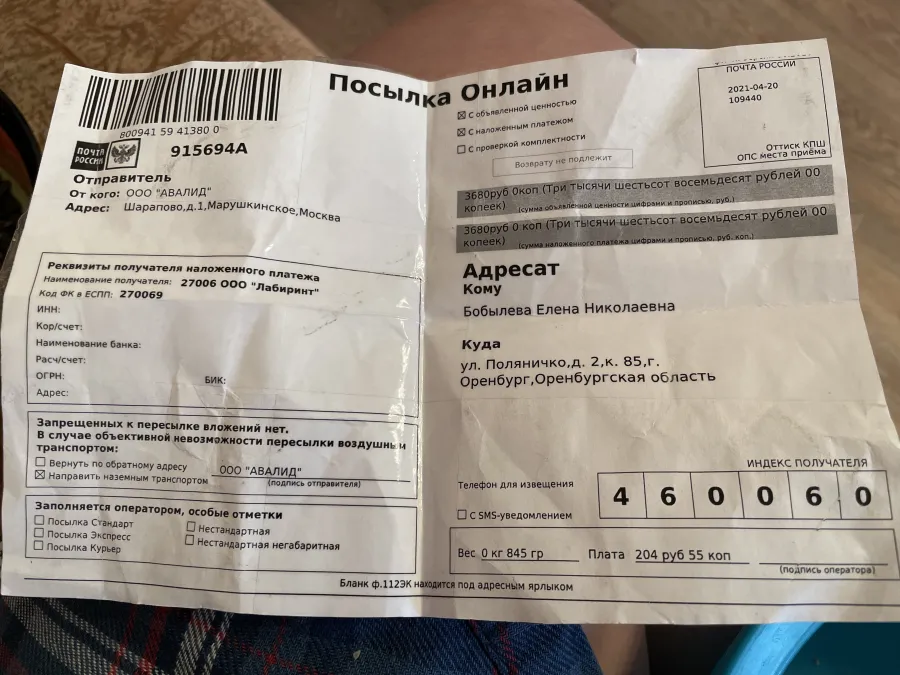 Посылка Онлайн
800941 59 41380 0
ПОЧТА
РОССИИ
915694A
Отправитель
От кого: ООО "АВАЛИД"
Адрес: Шарапово,д.1,Марушкинское,Москва
☒ С объявленной ценностью
☒ С наложенным платежом
☐ С проверкой комплектности
Возврату не подлежит
ПОЧТА РОССИИ
2021-04-20
109440
Оттиск КПШ
ОПС места приёма
3680руб 0коп (Три тысячи шестьсот восемьдесят рублей 00
копеек)
(сумма объявленной ценности цифрами и прописью, руб.)
3680руб 0 коп (Три тысячи шестьсот восемьдесят рублей 00
копеек)
(сумма наложенного платежа цифрами и прописью, руб. коп.)
Реквизиты получателя наложенного платежа
Наименование получателя: 27006 ООО "Лабиринт"
Код ФК в ЕСПП: 270069
ИНН:
Кор/счет:
Наименование банка:
Расч/счет:
ОГРН: БИК:
Адрес:
Адресат
Кому
Бобылева Елена Николаевна
Куда
ул. Поляничко,д. 2,к. 85,г.
Оренбург,Оренбургская область
Запрещенных к пересылке вложений нет.
В случае объективной невозможности пересылки воздушным
транспортом:
☐ Вернуть по обратному адресу
☒ Направить наземным транспортом
ООО "АВАЛИД"
(подпись отправителя)
Заполняется оператором, особые отметки
☐ Посылка Стандарт
☐ Посылка Экспресс
☐ Посылка Курьер
☐ Нестандартная
☐ Нестандартная негабаритная
ИНДЕКС ПОЛУЧАТЕЛЯ
Телефон для извещения
4 6 0 0 6 0
☐ С SMS-уведомлением
Вес 0 кг 845 гр Плата 204 руб 55 коп
(подпись оператора)
Бланк ф.112ЭК находится под адресным ярлыком